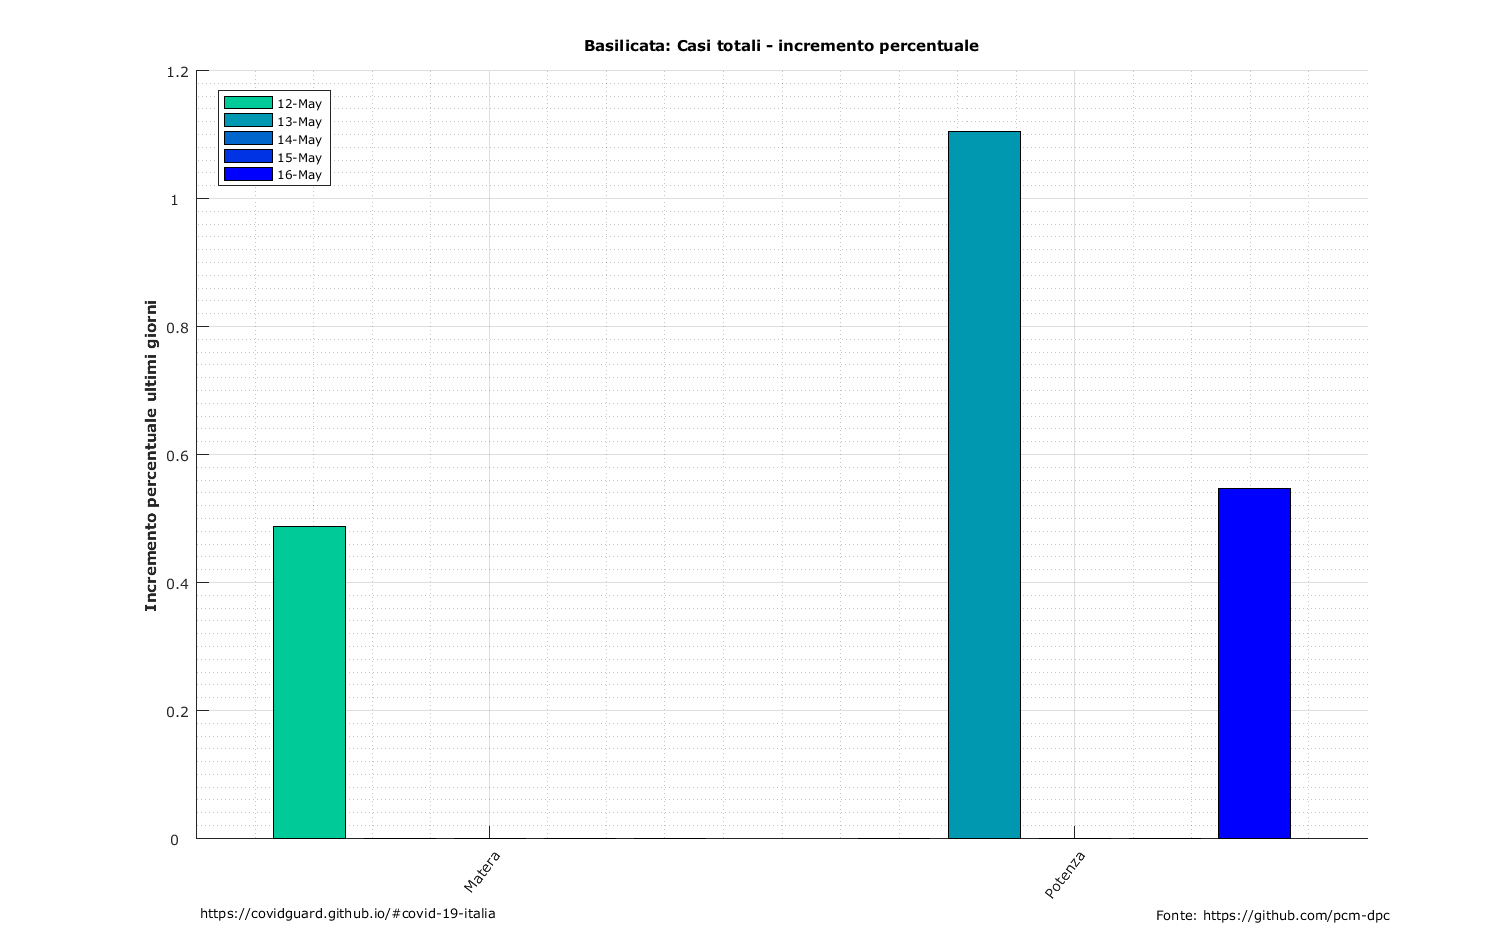 Basilicata: Casi totali - incremento percentuale
1.2
1
0.8
0.6
0.4
0.2
0
Incremento percentuale ultimi giorni
12-May
13-May
14-May
15-May
16-May
Matera
Potenza
https://covidguard.github.io/#covid-19-italia
Fonte: https://github.com/pcm-dpc